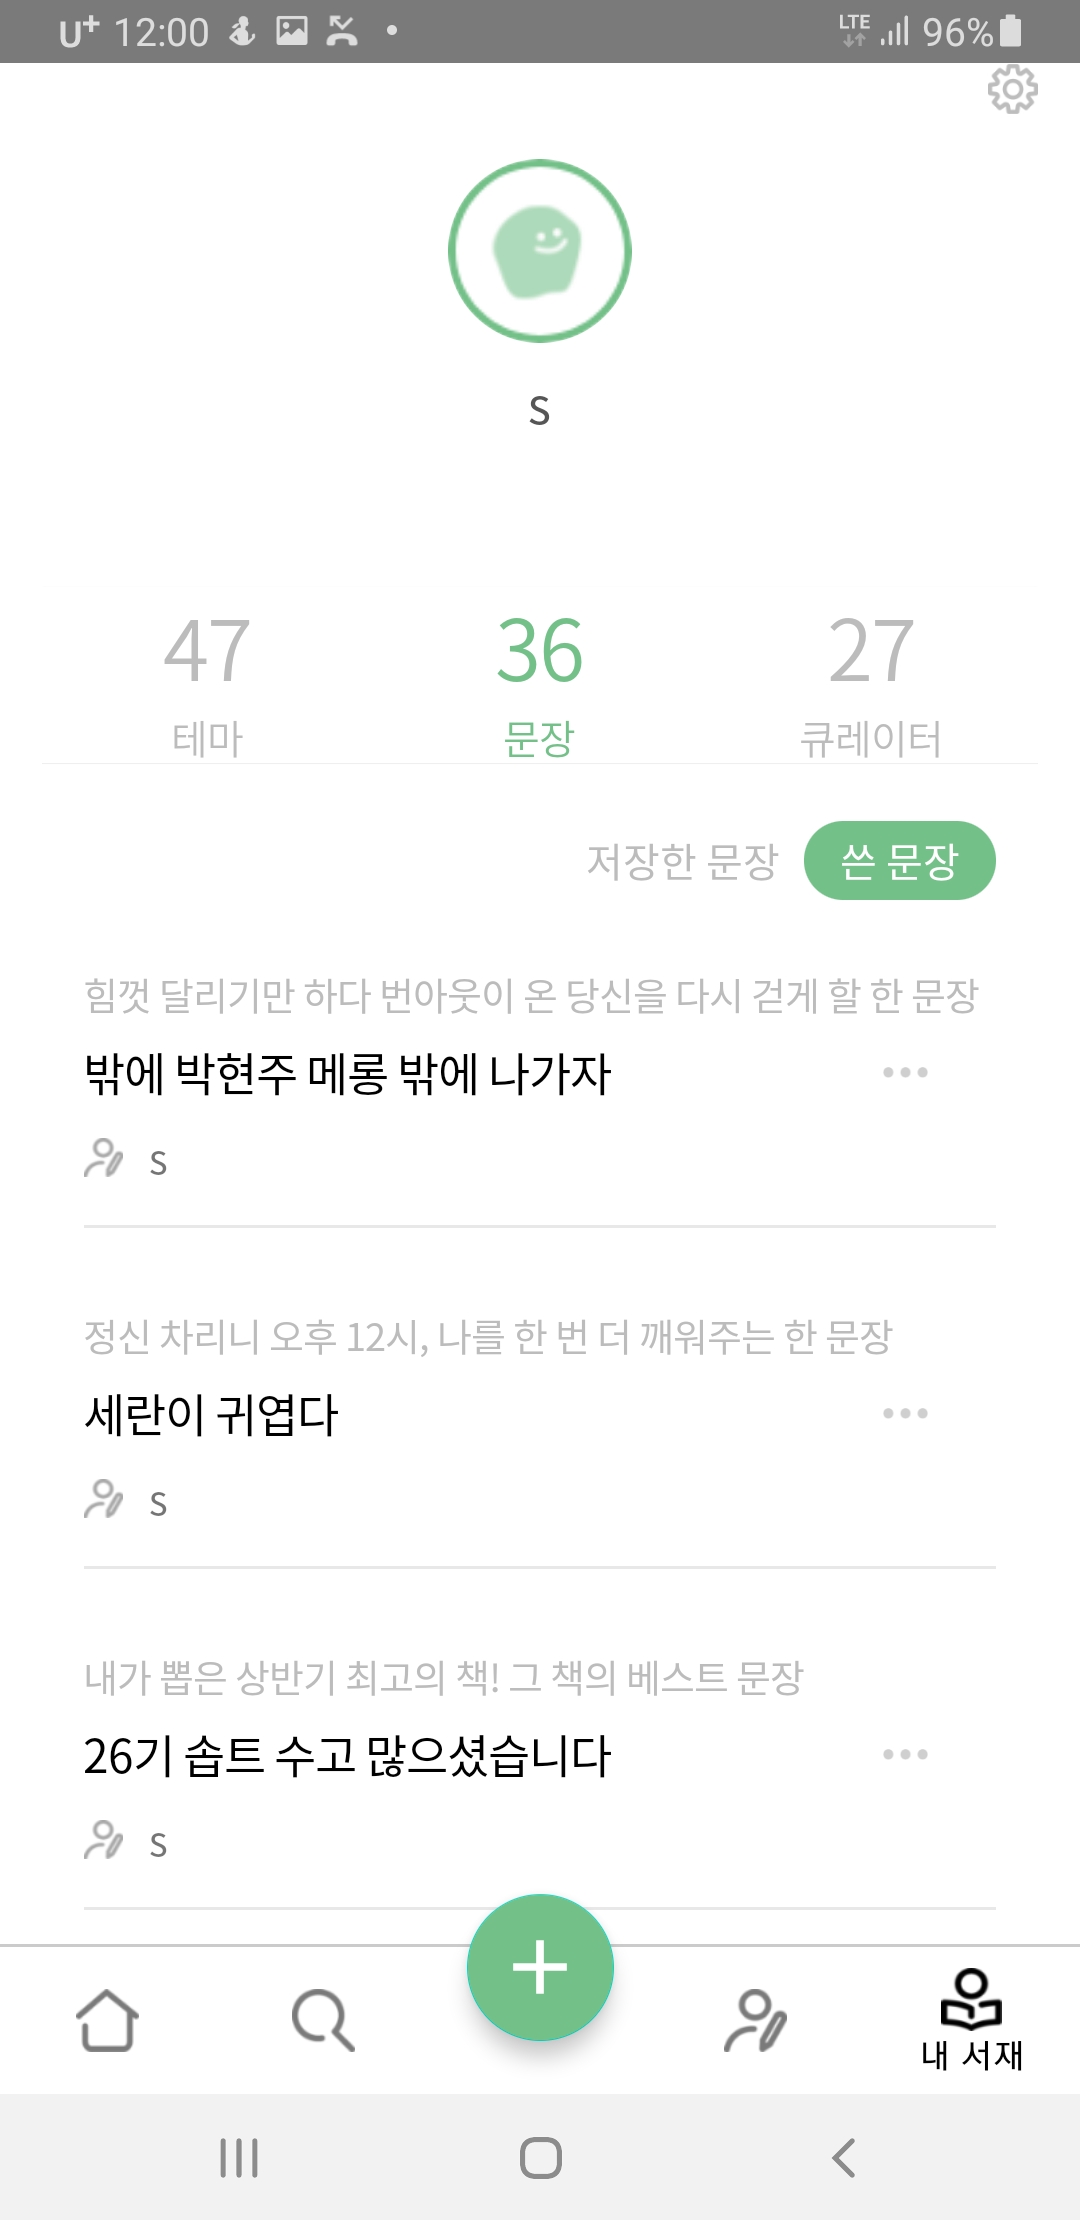 U+ 12:00 LTE 96%
s
47 36 27
테마 문장 큐레이터
저장한 문장 쓴 문장
힘껏 달리기만 하다 번아웃이 온 당신을 다시 걷게 할 한 문장
밖에 박현주 메롱 밖에 나가자
s
정신 차리니 오후 12시, 나를 한 번 더 깨워주는 한 문장
세란이 귀엽다
s
내가 뽑은 상반기 최고의 책! 그 책의 베스트 문장
26기 솝트 수고 많으셨습니다
s
내 서재